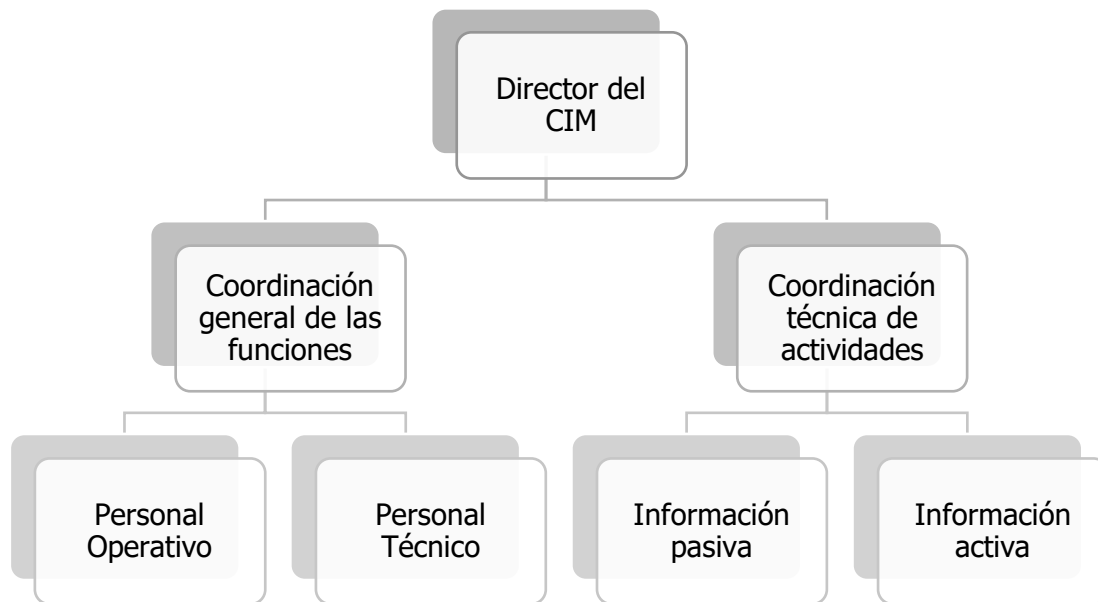 Director del
CIM
Coordinación
general de las
funciones
Coordinación
técnica de
actividades
Personal
Operativo
Personal
Técnico
Información
pasiva
Información
activa